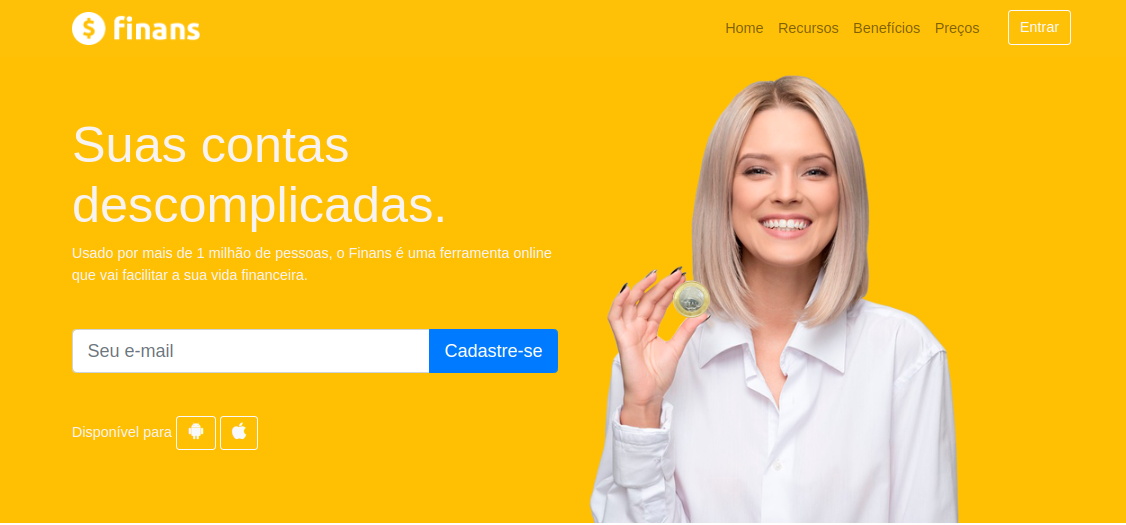 finans
Home Recursos Benefícios Preços Entrar
Suas contas
descomplicadas.
Usado por mais de 1 milhão de pessoas, o Finans é uma ferramenta online
que vai facilitar a sua vida financeira.
Seu e-mail Cadastre-se
Disponível para